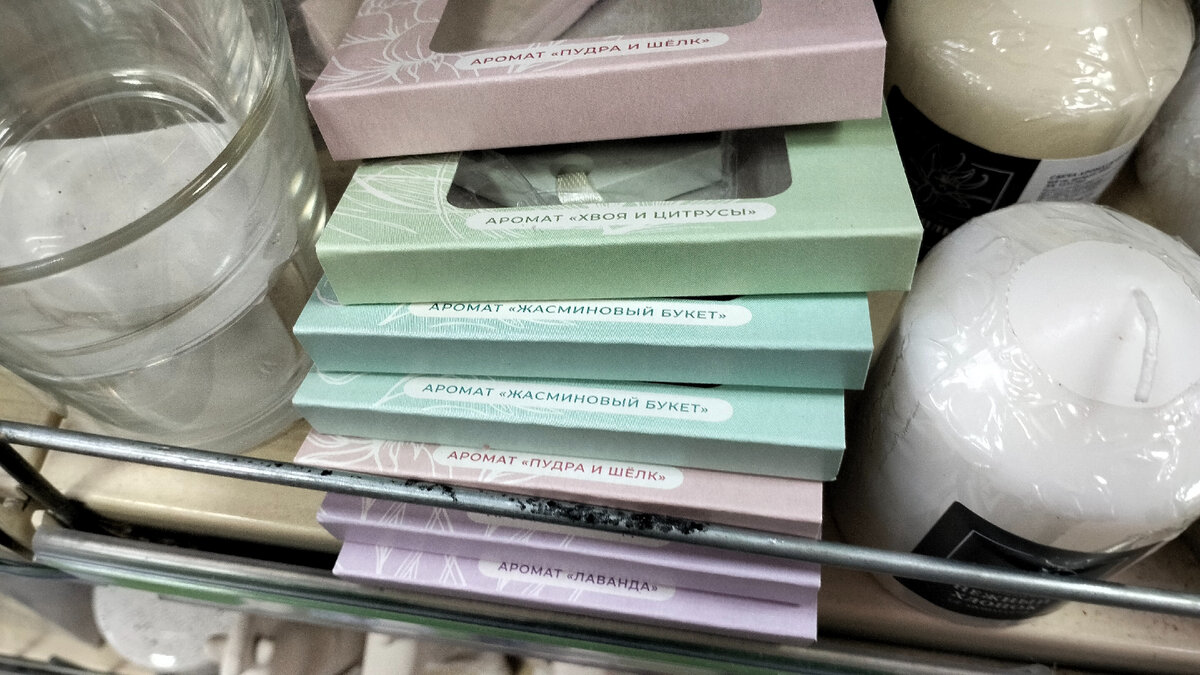 АРОМАТ «ПУДРА И ШЁЛК»
АРОМАТ «ХВОЯ И ЦИТРУСЫ»
АРОМАТ «ЖАСМИНОВЫЙ БУКЕТ»
АРОМАТ «ЖАСМИНОВЫЙ БУКЕТ»
АРОМАТ «ПУДРА И ШЁЛК»
АРОМАТ «ЛАВАНДА»